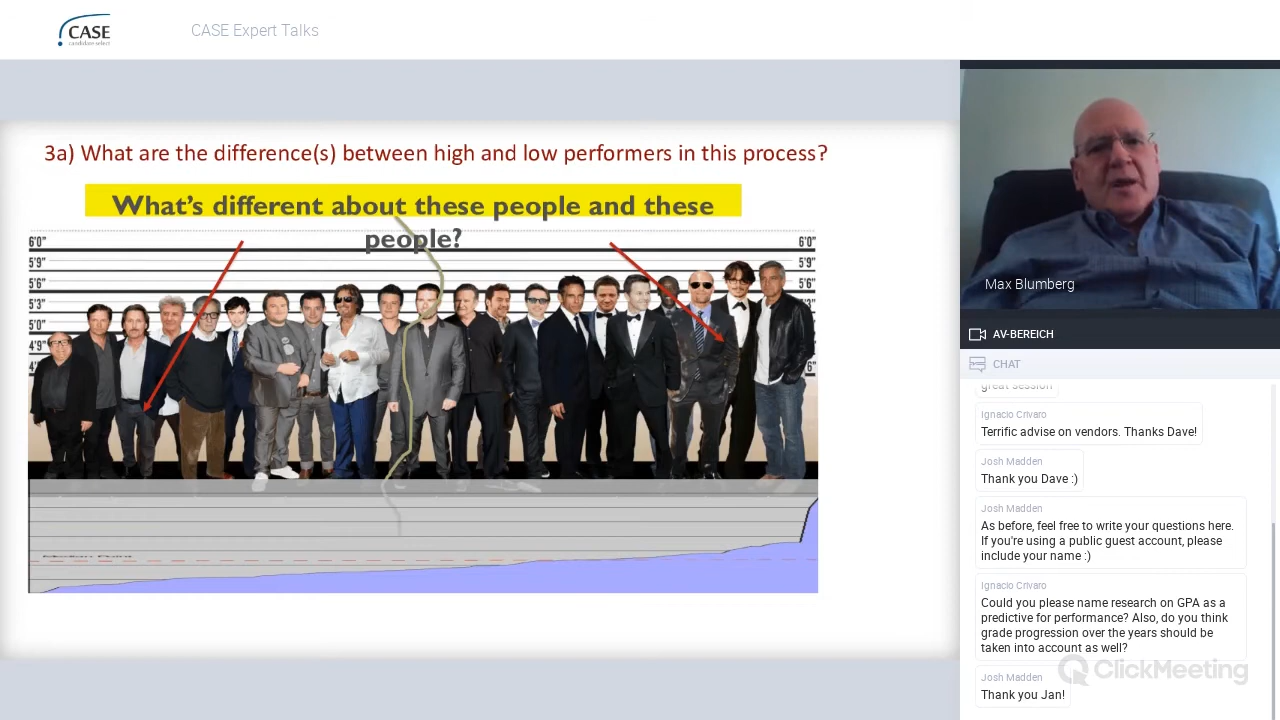 CASE
candidate select
CASE Expert Talks
3a) What are the difference(s) between high and low performers in this process?
What's different about these people and these
people?
6'0"
5'9"
5'6"
5'3"
5'0"
4'9"
6'0"
5'9"
5'6"
Median Point
Max Blumberg
AV-BEREICH
CHAT
great session
Ignacio Crivaro
Terrific advise on vendors. Thanks Dave!
Josh Madden
Thank you Dave :)
Josh Madden
As before, feel free to write your questions here.
If you're using a public guest account, please
include your name :)
Ignacio Crivaro
Could you please name research on GPA as a
predictive for performance? Also, do you think
grade progression over the years should be
taken into account as well?
ClickMeeting
Josh Madden
Thank you Jan!